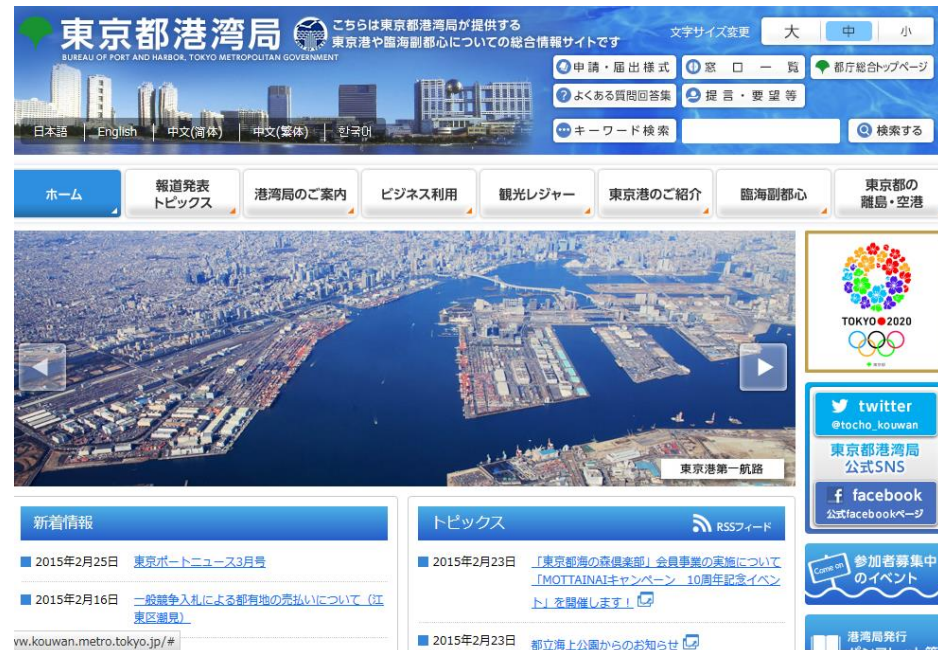 東京都港湾局
BUREAU OF PORT AND HARBOR, TOKYO METROPOLITAN GOVERNMENT
こちらは東京都港湾局が提供する
東京港や臨海副都心についての総合情報サイトです
文字サイズ変更 大 中 小
申請・届出様式 窓口一覧 都庁総合トップページ
よくある質問回答集 提言・要望等
キーワード検索 検索する
日本語 English 中文(简体) 中文(繁体) 한국어
ホーム
報道発表
トピックス
港湾局のご案内
ビジネス利用
観光レジャー
東京港のご紹介
臨海副都心
東京都の
離島・空港
東京港第一航路
TOKYO 2020
twitter
@tocho_kouwan
東京都港湾局
公式SNS
facebook
公式facebookページ
Come on
参加者募集中
のイベント
港湾局発行
新着情報
2015年2月25日 東京ポートニュース3月号
2015年2月16日 一般競争入札による都有地の売払いについて（江
東区潮見）
トピックス RSSフィード
2015年2月23日 「東京都海の森倶楽部」会員事業の実施について
「MOTTAINAIキャンペーン 10周年記念イベン
ト」を開催します！
2015年2月23日 都立海上公園からのお知らせ
ww.kouwan.metro.tokyo.jp/#